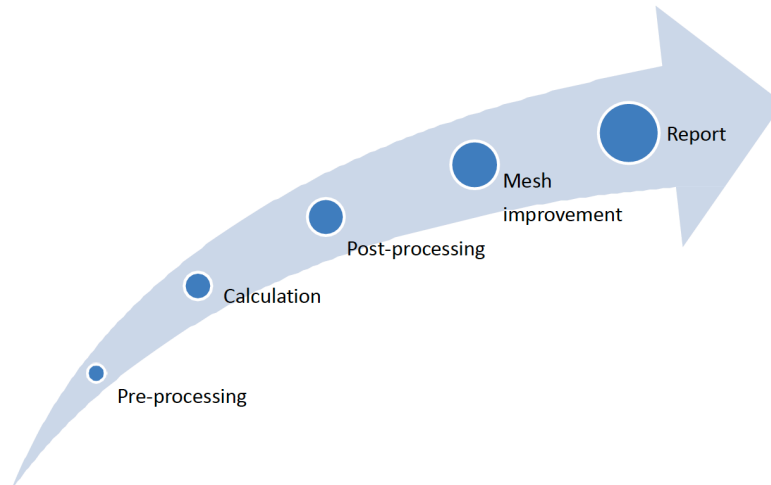 Pre-processing
Calculation
Post-processing
Mesh
improvement
Report